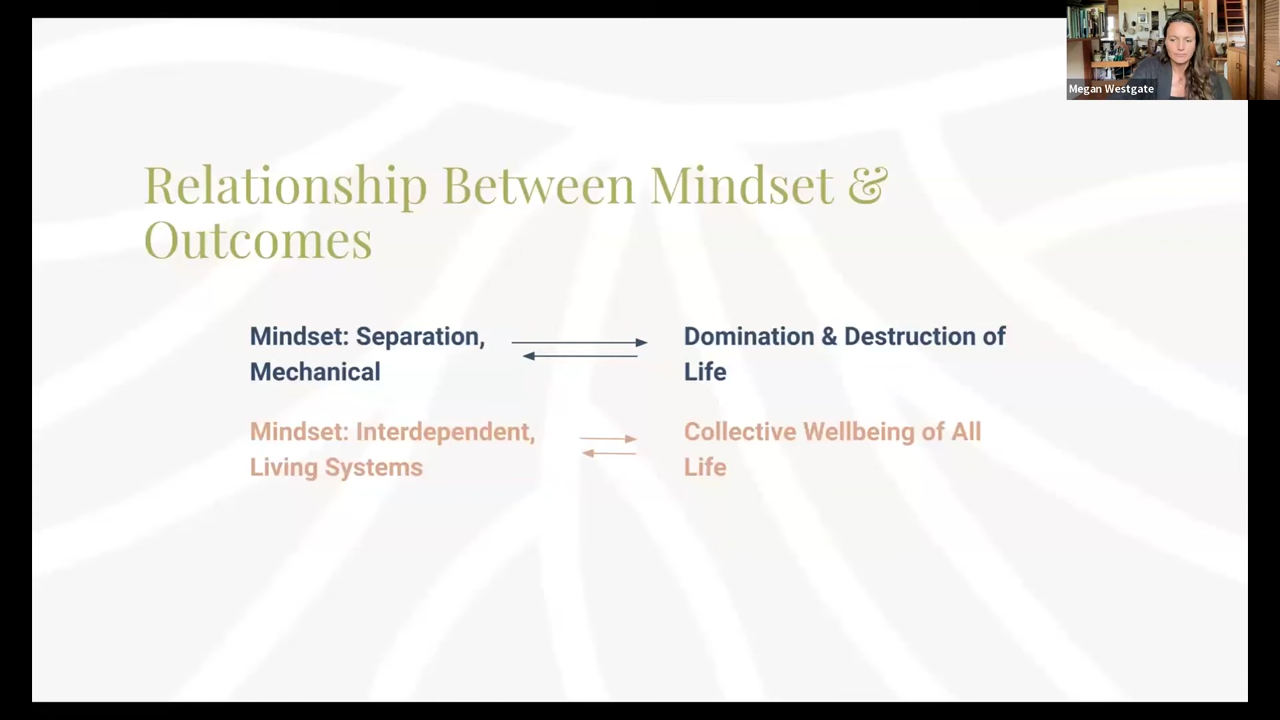 Megan Westgate
Relationship Between Mindset &
Outcomes
Mindset: Separation,
Mechanical
Domination & Destruction of
Life
Mindset: Interdependent,
Living Systems
Collective Wellbeing of All
Life